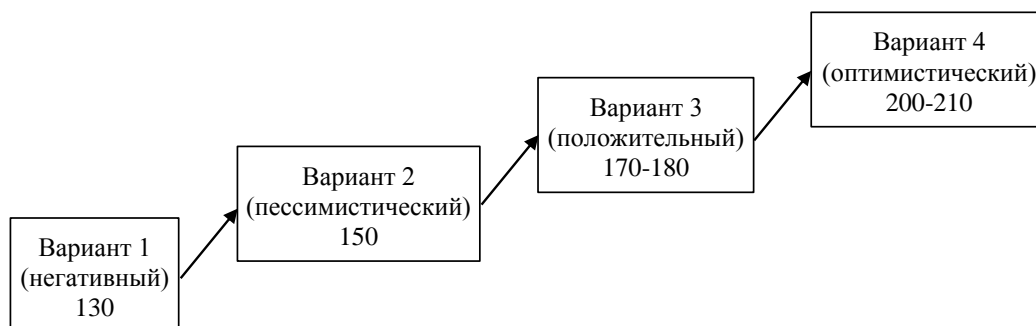 Вариант 1
(негативный)
130
Вариант 2
(пессимистический)
150
Вариант 3
(положительный)
170-180
Вариант 4
(оптимистический)
200-210